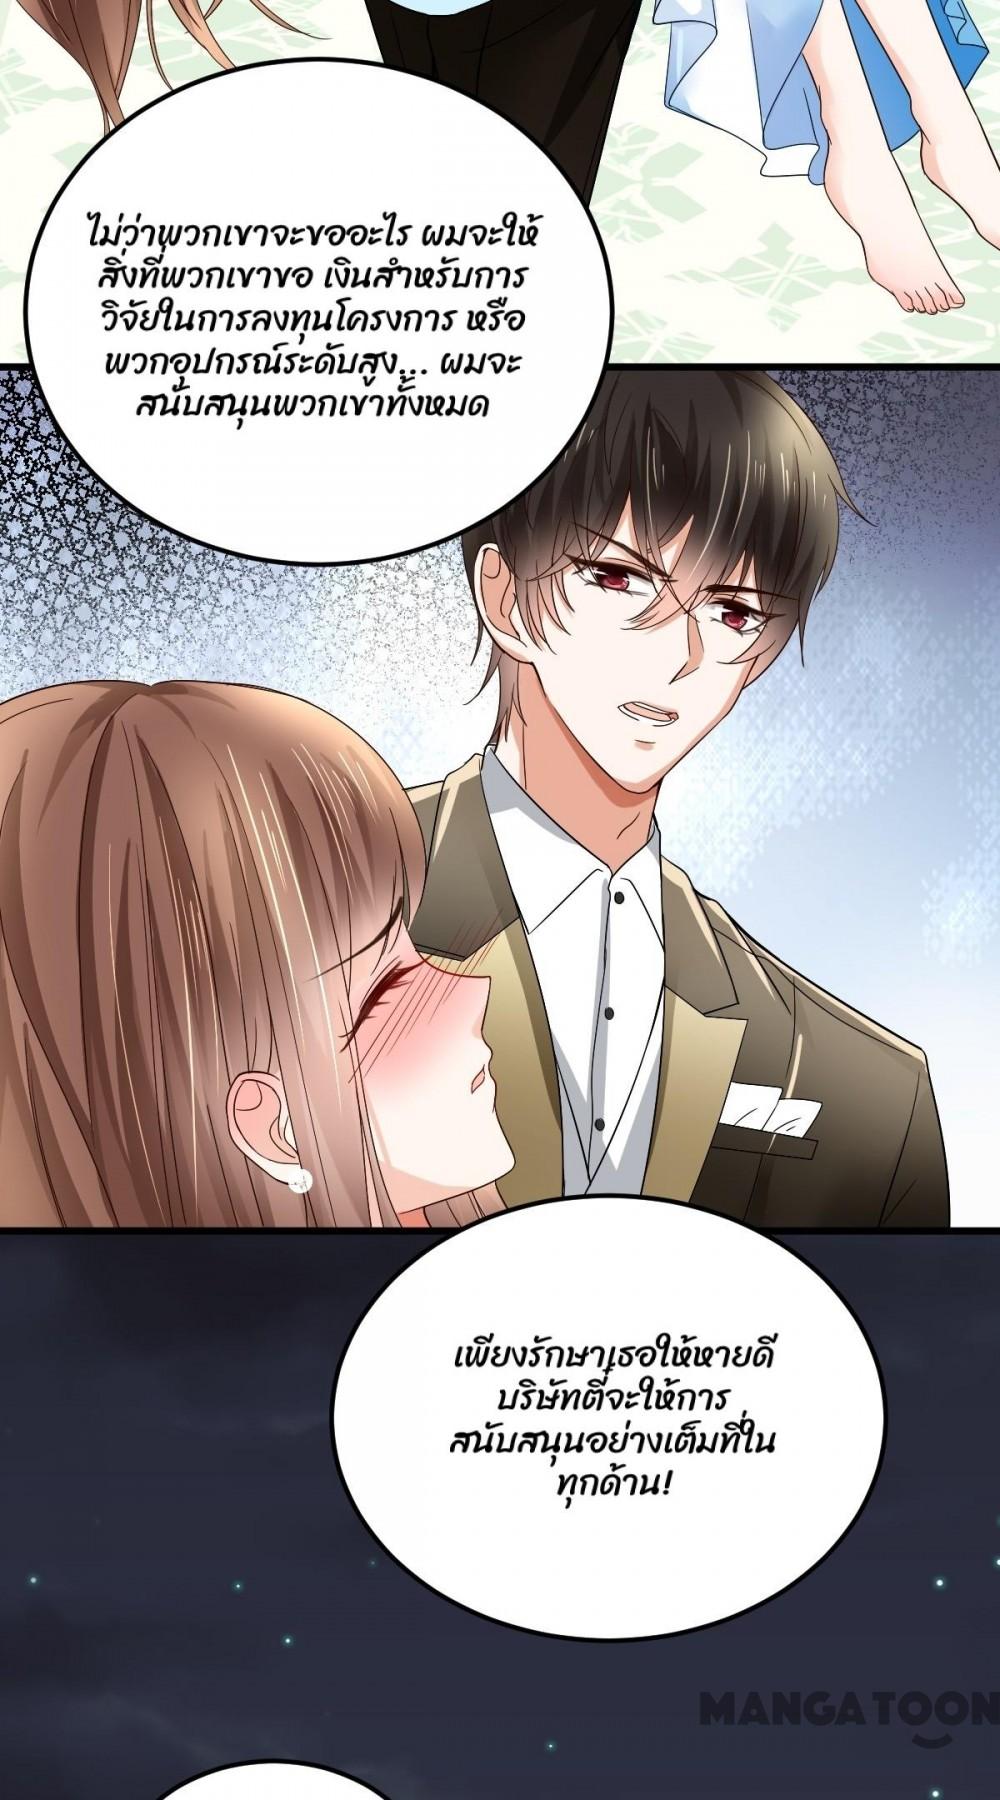 ไม่ว่าพวกเขาจะขออะไร ผมจะให้
สิ่งที่พวกเขาขอ เงินสำหรับการ
วิจัยในการลงทุนโครงการ หรือ
พวกอุปกรณ์ระดับสูง... ผมจะ
สนับสนุนพวกเขาทั้งหมด
เพียงรักษาเธอให้หายดี
บริษัทตี๋จะให้การ
สนับสนุนอย่างเต็มที่ใน
ทุกด้าน!
MANGA TOON